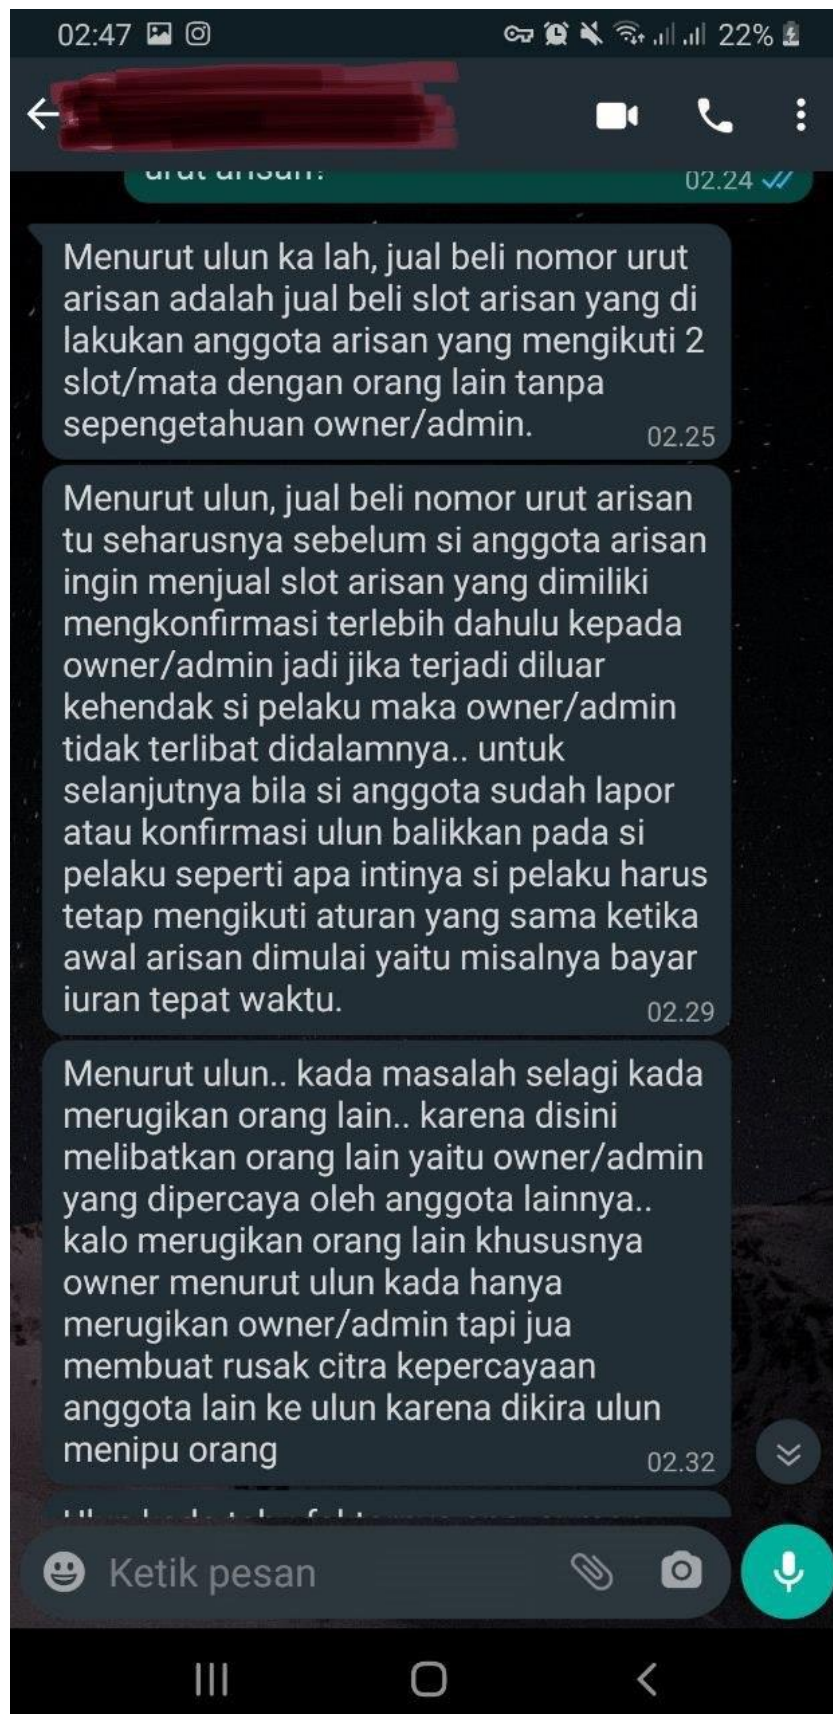 02:47
22%
urut arisan?
02.24
Menurut ulun ka lah, jual beli nomor urut
arisan adalah jual beli slot arisan yang di
lakukan anggota arisan yang mengikuti 2
slot/mata dengan orang lain tanpa
sepengetahuan owner/admin.
02.25
Menurut ulun, jual beli nomor urut arisan
tu seharusnya sebelum si anggota arisan
ingin menjual slot arisan yang dimiliki
mengkonfirmasi terlebih dahulu kepada
owner/admin jadi jika terjadi diluar
kehendak si pelaku maka owner/admin
tidak terlibat didalamnya.. untuk
selanjutnya bila si anggota sudah lapor
atau konfirmasi ulun balikkan pada si
pelaku seperti apa intinya si pelaku harus
tetap mengikuti aturan yang sama ketika
awal arisan dimulai yaitu misalnya bayar
iuran tepat waktu.
02.29
Menurut ulun.. kada masalah selagi kada
merugikan orang lain.. karena disini
melibatkan orang lain yaitu owner/admin
yang dipercaya oleh anggota lainnya..
kalo merugikan orang lain khususnya
owner menurut ulun kada hanya
merugikan owner/admin tapi jua
membuat rusak citra kepercayaan
anggota lain ke ulun karena dikira ulun
menipu orang
02.32
Ketik pesan